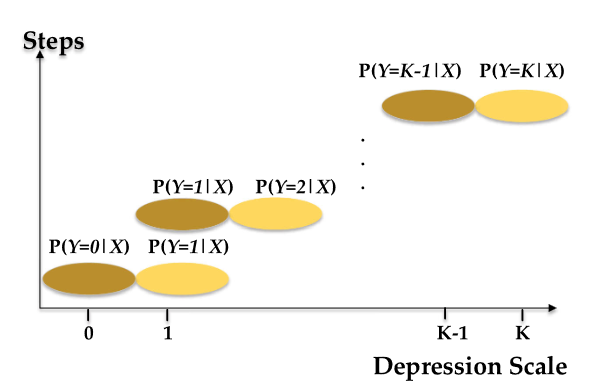 Steps
P(Y=K-1|X) P(Y=K|X)
P(Y=1|X) P(Y=2|X)
P(Y=0|X) P(Y=1|X)
0 1 K-1 K
Depression Scale